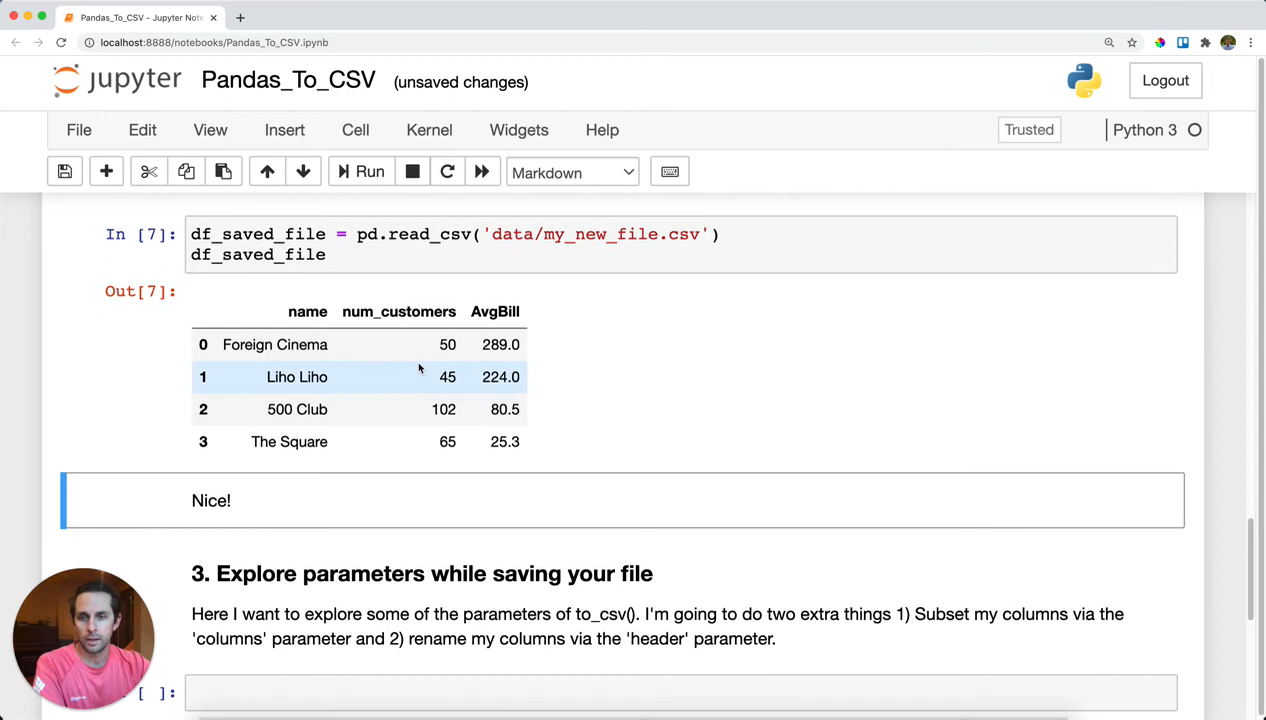 Pandas_To_CSV - Jupyter Note
localhost:8888/notebooks/Pandas_To_CSV.ipynb
jupyter Pandas_To_CSV (unsaved changes) Logout
File Edit View Insert Cell Kernel Widgets Help Trusted Python 3
Run Markdown
In [7]: df_saved_file = pd.read_csv('data/my_new_file.csv')
df_saved_file
Out[7]:
name num_customers AvgBill
0 Foreign Cinema 50 289.0
1 Liho Liho 45 224.0
2 500 Club 102 80.5
3 The Square 65 25.3
Nice!
3. Explore parameters while saving your file
Here I want to explore some of the parameters of to_csv(). I'm going to do two extra things 1) Subset my columns via the
'columns' parameter and 2) rename my columns via the 'header' parameter.
[ ]: